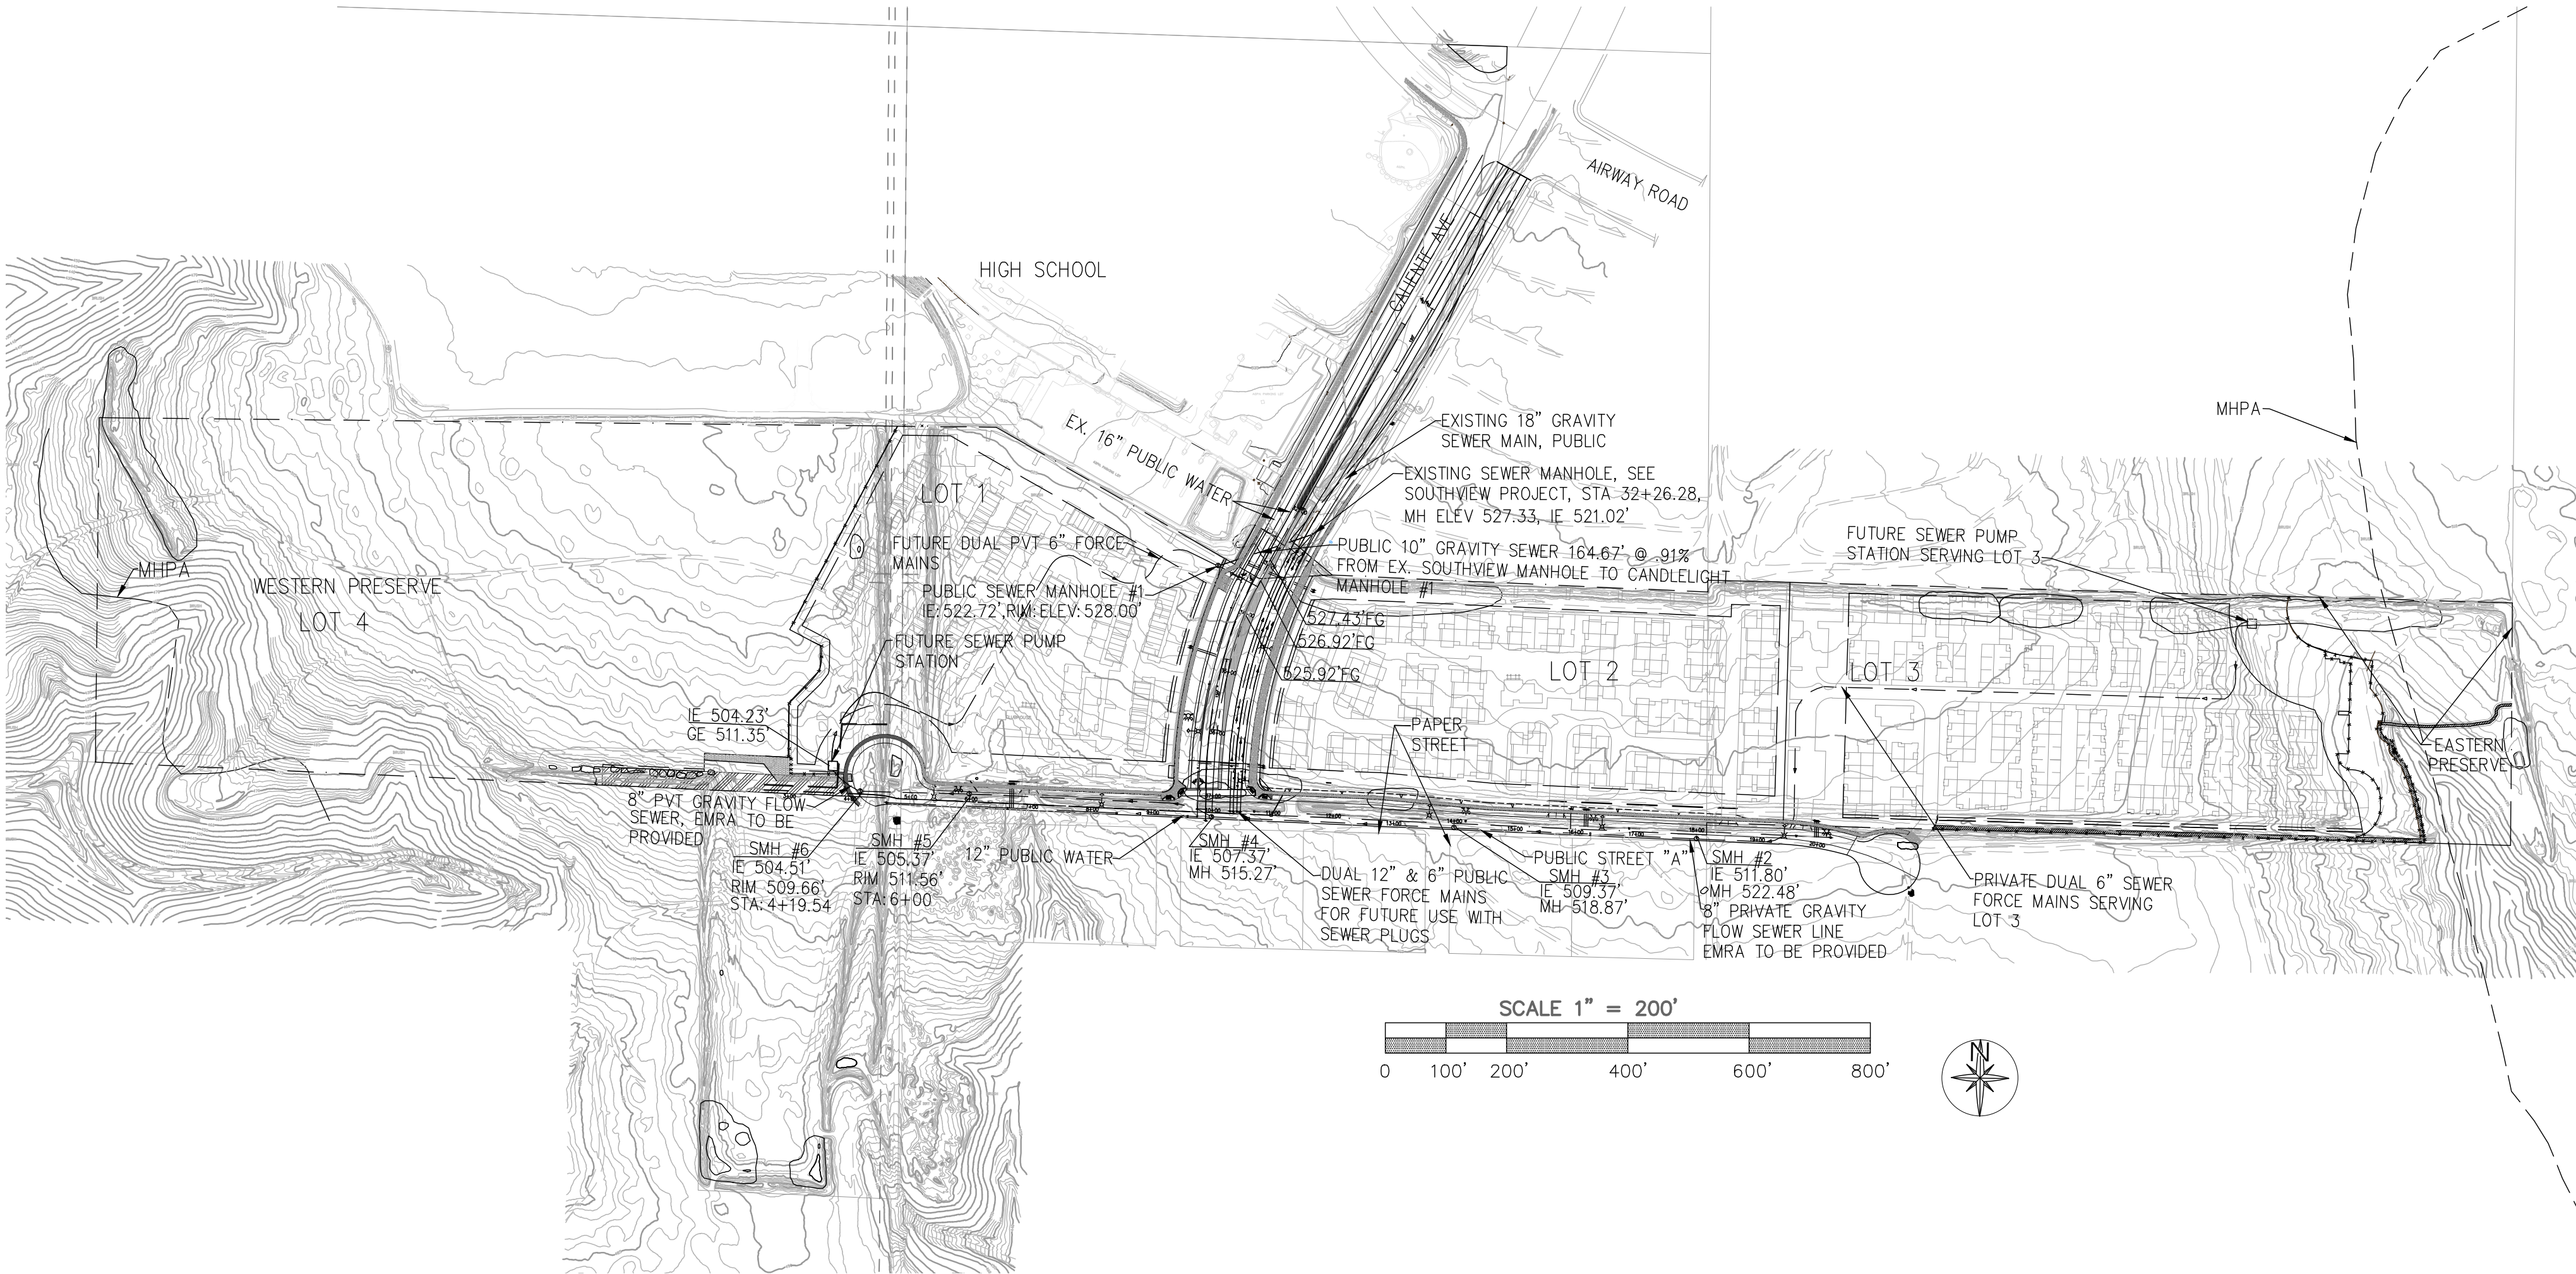 AIRWAY ROAD
CALIENTE AVE
HIGH SCHOOL
MHPA
EX. 16" PUBLIC WATER
EXISTING 18" GRAVITY
SEWER MAIN, PUBLIC
EXISTING SEWER MANHOLE, SEE
SOUTHVIEW PROJECT, STA 32+26.28,
MH ELEV 527.33, IE 521.02'
LOT 1
FUTURE DUAL PVT 6" FORCE
MAINS
PUBLIC 10" GRAVITY SEWER 164.67' @ .91%
FROM EX. SOUTHVIEW MANHOLE TO CANDLELIGHT
MANHOLE #1
FUTURE SEWER PUMP
STATION SERVING LOT 3
MHPA
WESTERN PRESERVE
LOT 4
PUBLIC SEWER MANHOLE #1
IE:522.72',RIM:ELEV:528.00'
527.43'FG
526.92'FG
525.92'FG
FUTURE SEWER PUMP
STATION
LOT 2
LOT 3
IE 504.23'
GE 511.35'
PAPER
STREET
EASTERN
PRESERVE
8" PVT GRAVITY FLOW
SEWER, EMRA TO BE
PROVIDED
SMH #6
IE 504.51'
RIM 509.66'
STA:4+19.54
SMH #5
IE 505.37'
RIM 511.56'
STA:6+00
12" PUBLIC WATER
SMH #4
IE 507.37'
MH 515.27'
DUAL 12" & 6" PUBLIC
SEWER FORCE MAINS
FOR FUTURE USE WITH
SEWER PLUGS
PUBLIC STREET "A"
SMH #3
IE 509.37'
MH 518.87'
SMH #2
IE 511.80'
MH 522.48'
8" PRIVATE GRAVITY
FLOW SEWER LINE
EMRA TO BE PROVIDED
PRIVATE DUAL 6" SEWER
FORCE MAINS SERVING
LOT 3
SCALE 1" = 200'
0 100' 200' 400' 600' 800'
N